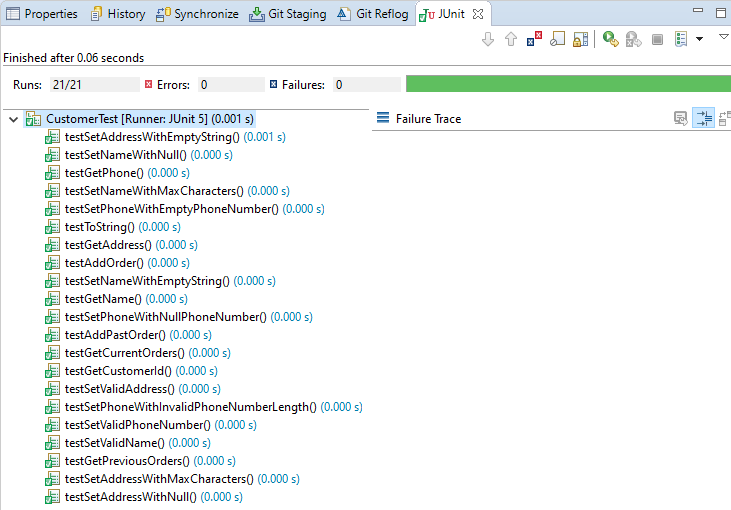 Properties History Synchronize Git Staging Git Reflog JUnit
Finished after 0.06 seconds
Runs: 21/21 Errors: 0 Failures: 0
CustomerTest [Runner: JUnit 5] (0.001 s) Failure Trace
testSetAddressWithEmptyString() (0.001 s)
testSetNameWithNull() (0.000 s)
testGetPhone() (0.000 s)
testSetNameWithMaxCharacters() (0.000 s)
testSetPhoneWithEmptyPhoneNumber() (0.000 s)
testToString() (0.000 s)
testGetAddress() (0.000 s)
testAddOrder() (0.000 s)
testSetNameWithEmptyString() (0.000 s)
testGetName() (0.000 s)
testSetPhoneWithNullPhoneNumber() (0.000 s)
testAddPastOrder() (0.000 s)
testGetCurrentOrders() (0.000 s)
testGetCustomerId() (0.000 s)
testSetValidAddress() (0.000 s)
testSetPhoneWithInvalidPhoneNumberLength() (0.000 s)
testSetValidPhoneNumber() (0.000 s)
testSetValidName() (0.000 s)
testGetPreviousOrders() (0.000 s)
testSetAddressWithMaxCharacters() (0.000 s)
testSetAddressWithNull() (0.000 s)